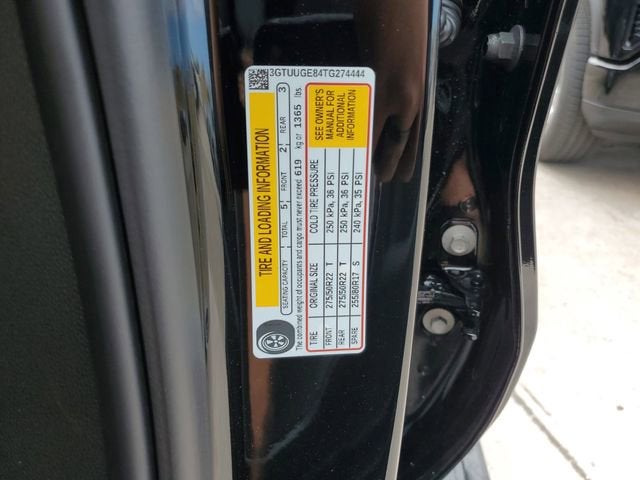 3GTUUGE84TG274444
TIRE AND LOADING INFORMATION
SEATING CAPACITY TOTAL 5 FRONT 2 REAR 3
The combined weight of occupants and cargo must never exceed 619 kg or 1365 lbs.
TIRE ORIGINAL SIZE COLD TIRE PRESSURE
FRONT 275/50R22 T 250 kPa, 36 PSI
REAR 275/50R22 T 250 kPa, 36 PSI
SPARE 255/80R17 S 240 kPa, 35 PSI
SEE OWNER'S
MANUAL FOR
ADDITIONAL
INFORMATION